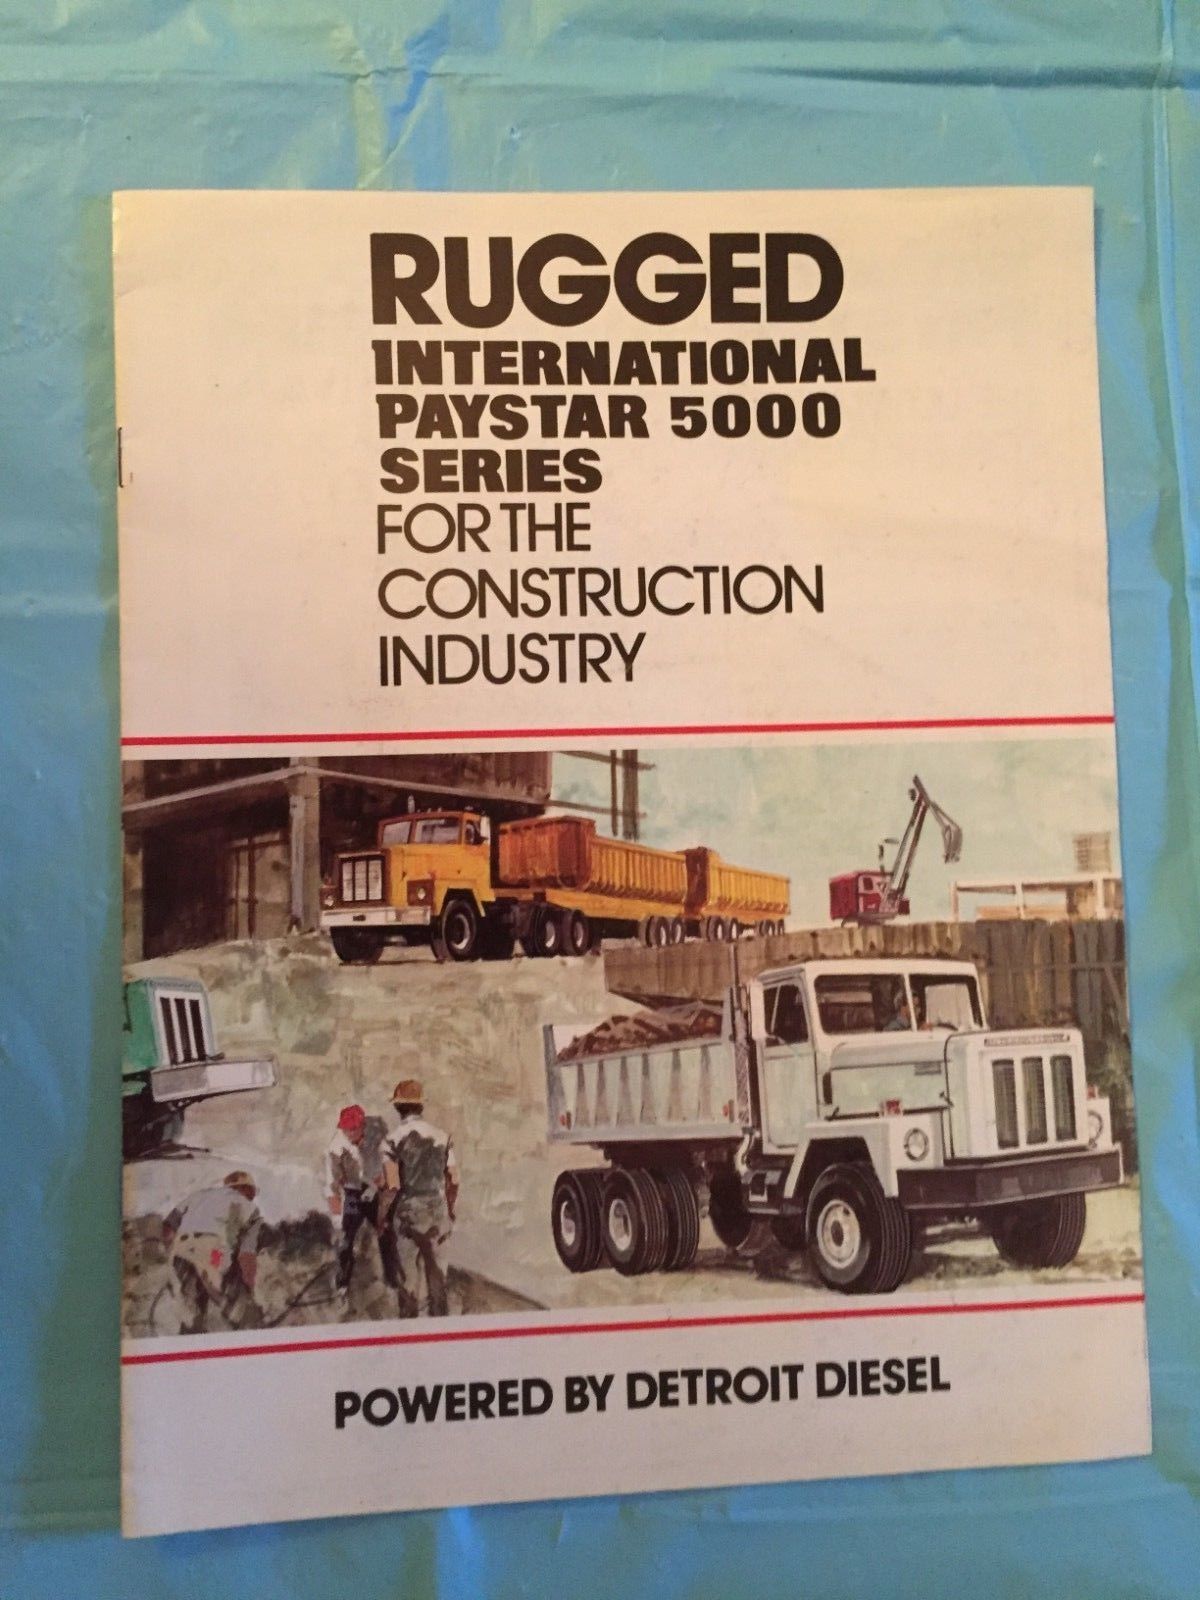 RUGGED
INTERNATIONAL
PAYSTAR 5000
SERIES
FOR THE
CONSTRUCTION
INDUSTRY
POWERED BY DETROIT DIESEL